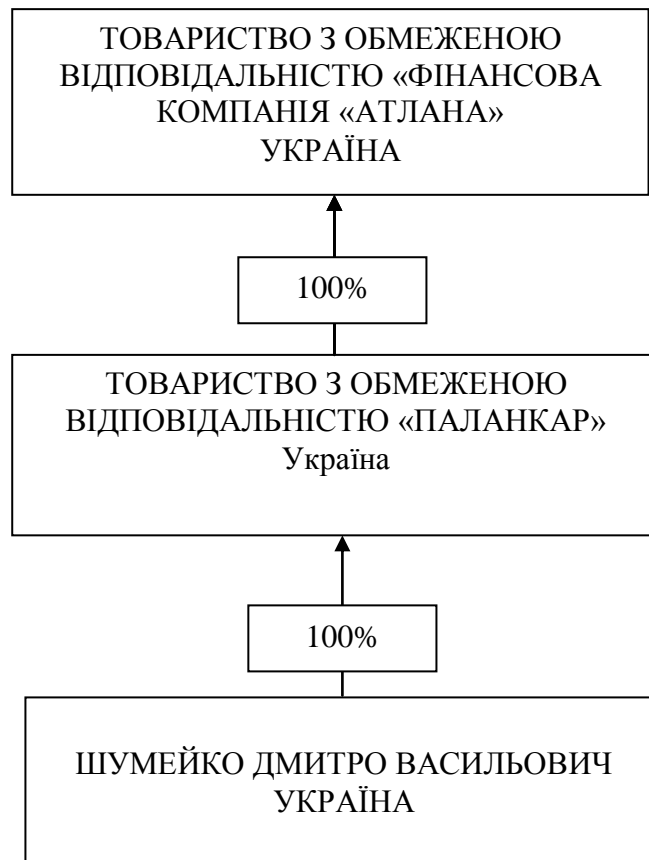 ТОВАРИСТВО З ОБМЕЖЕНОЮ
ВІДПОВІДАЛЬНІСТЮ «ФІНАНСОВА
КОМПАНІЯ «АТЛАНА»
УКРАЇНА
100%
ТОВАРИСТВО З ОБМЕЖЕНОЮ
ВІДПОВІДАЛЬНІСТЮ «ПАЛАНКАР»
Україна
100%
ШУМЕЙКО ДМИТРО ВАСИЛЬОВИЧ
УКРАЇНА